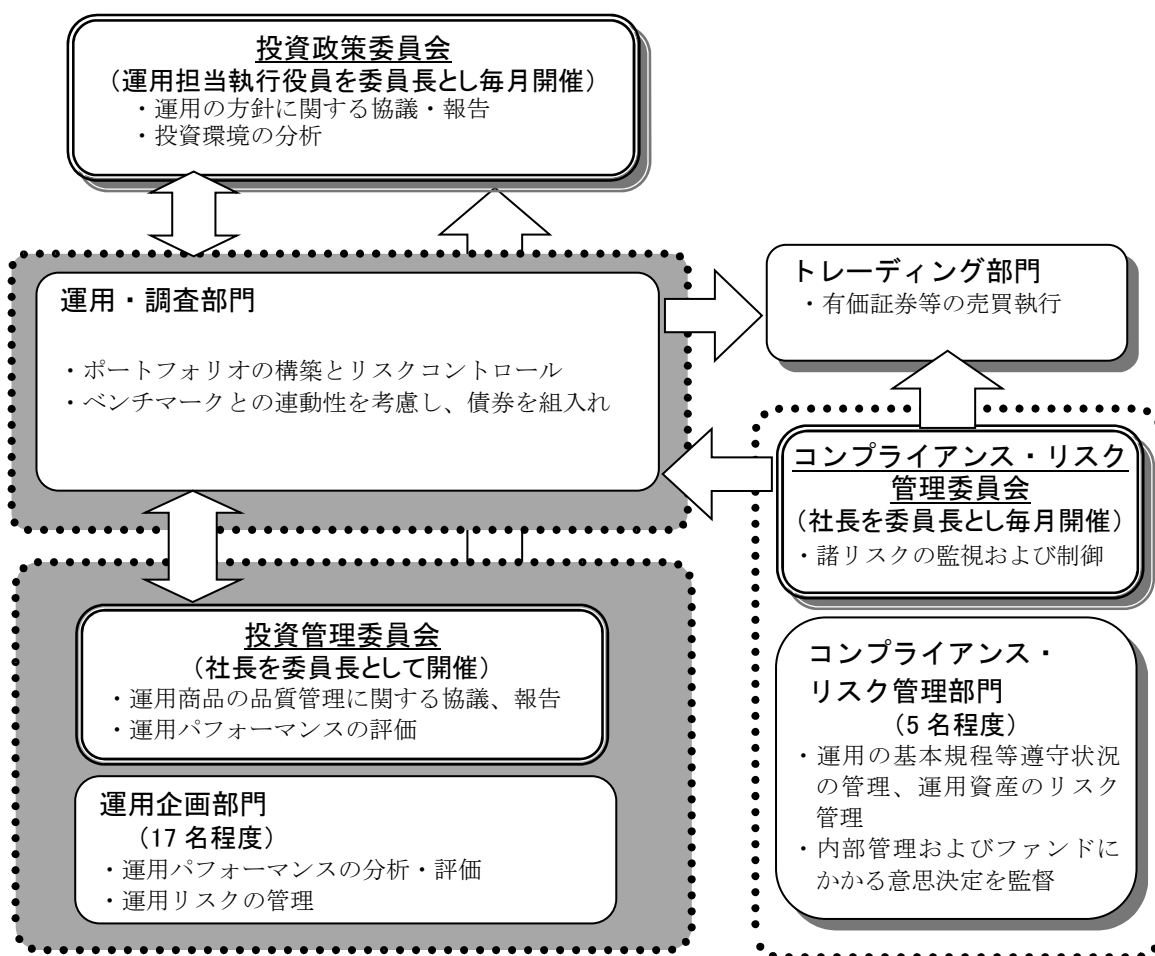 投資政策委員会
（運用担当執行役員を委員長とし毎月開催）
・運用の方針に関する協議・報告
・投資環境の分析
運用・調査部門
・ポートフォリオの構築とリスクコントロール
・ベンチマークとの連動性を考慮し、債券を組入れ
トレーディング部門
・有価証券等の売買執行
コンプライアンス・リスク
管理委員会
（社長を委員長とし毎月開催）
・諸リスクの監視および制御
投資管理委員会
（社長を委員長として開催）
・運用商品の品質管理に関する協議、報告
・運用パフォーマンスの評価
運用企画部門
（17 名程度）
・運用パフォーマンスの分析・評価
・運用リスクの管理
コンプライアンス・
リスク管理部門
（5 名程度）
・運用の基本規程等遵守状況
の管理、運用資産のリスク
管理
・内部管理およびファンドに
かかる意思決定を監督